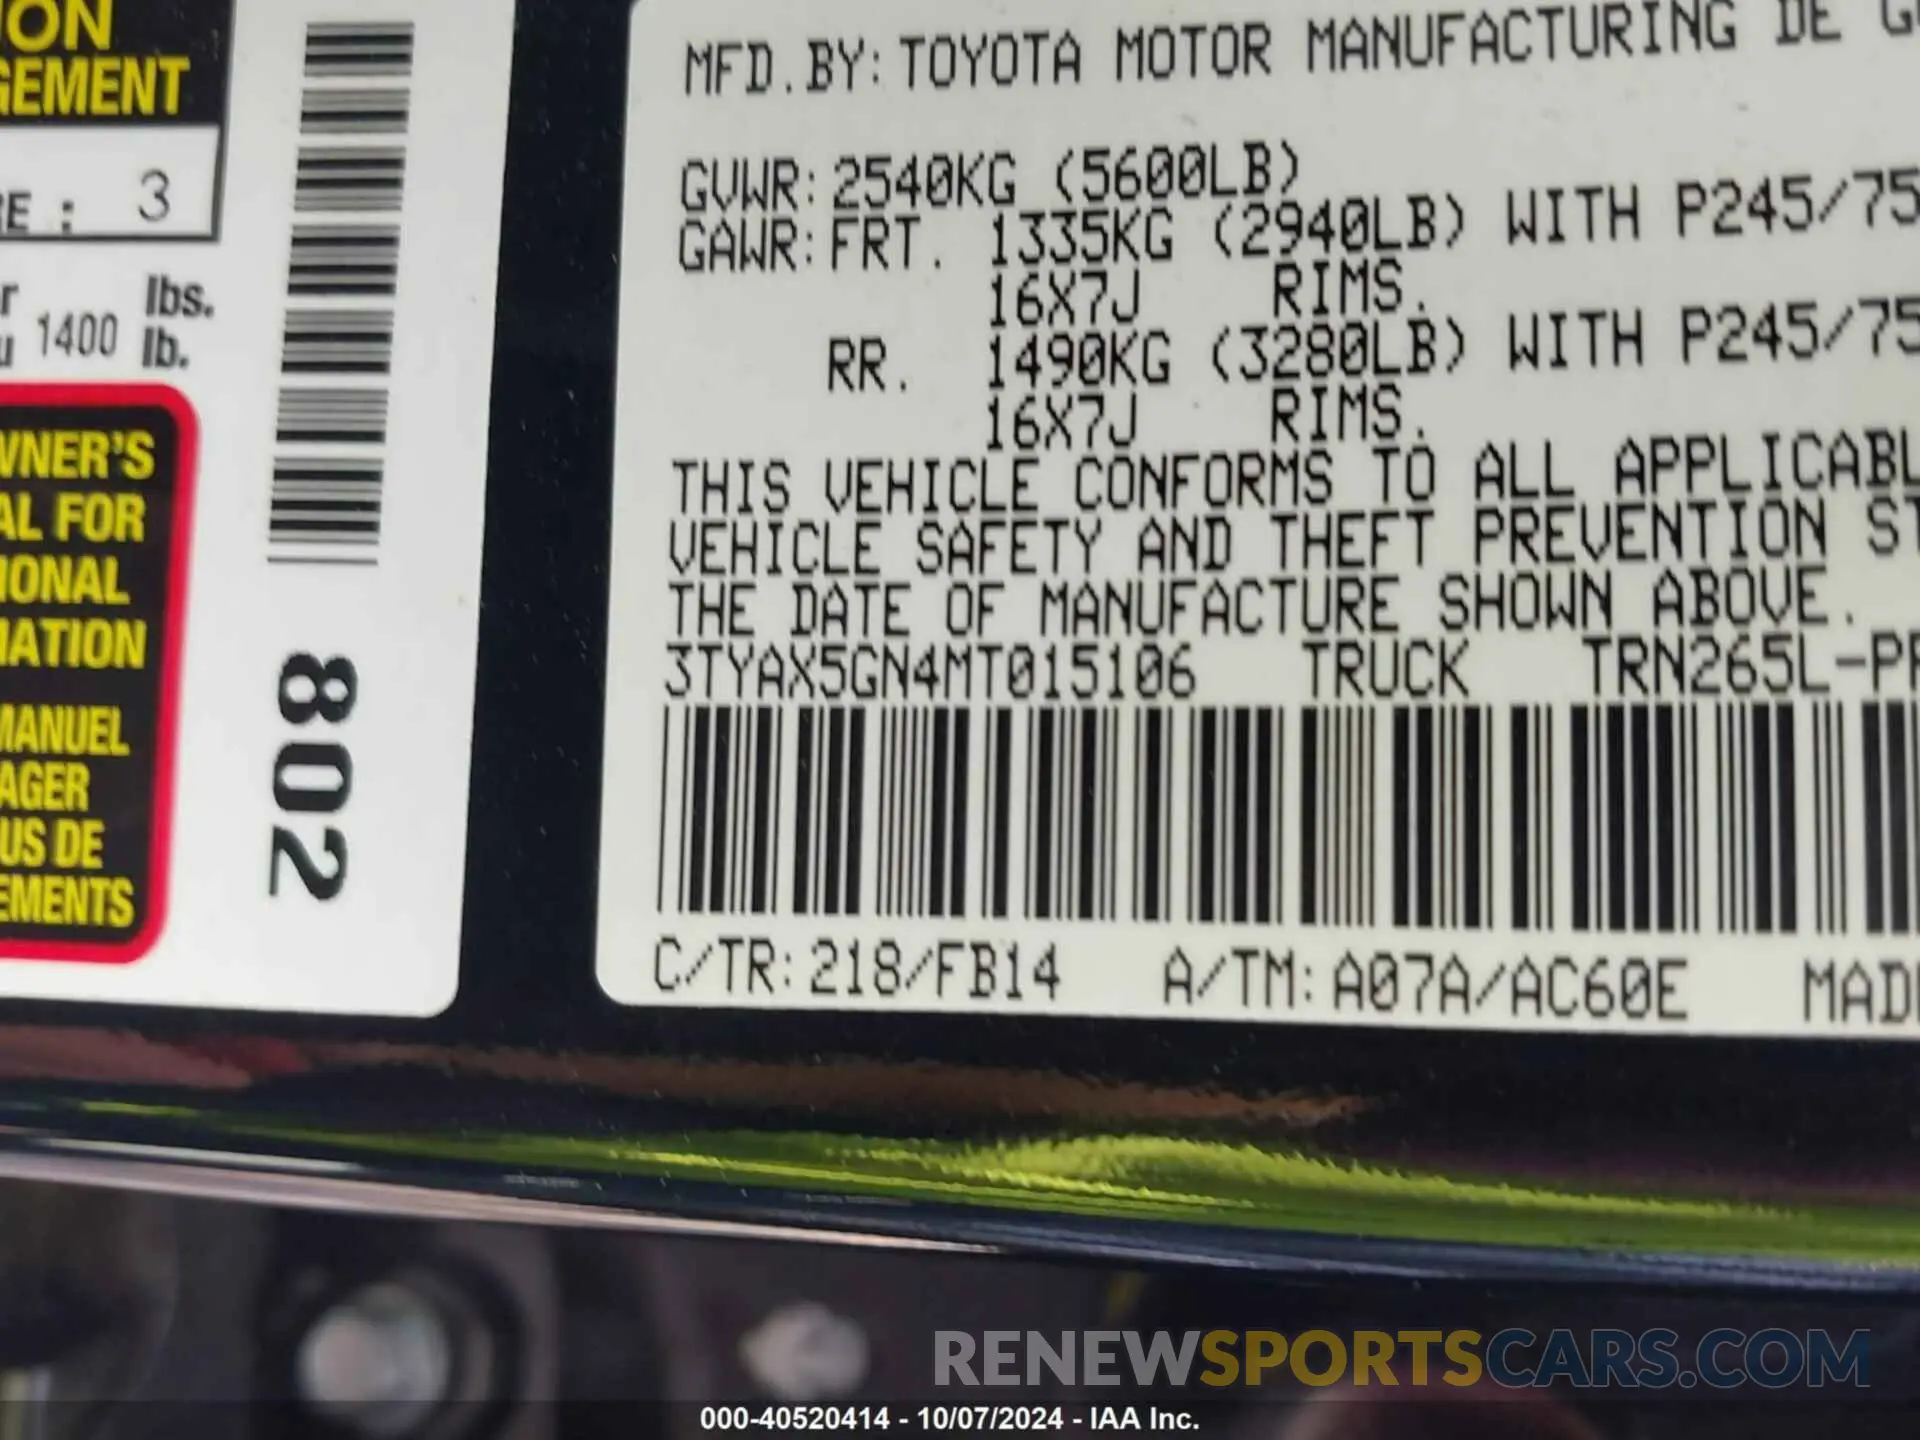 ION
GEMENT
RE : 3
r lbs.
u 1400 lb.
WNER'S
AL FOR
IONAL
MATION
MANUEL
AGER
US DE
EMENTS
802
MFD.BY:TOYOTA MOTOR MANUFACTURING DE G
GVWR:2540KG (5600LB)
GAWR:FRT. 1335KG (2940LB) WITH P245/75
16X7J RIMS.
RR. 1490KG (3280LB) WITH P245/75
16X7J RIMS.
THIS VEHICLE CONFORMS TO ALL APPLICABL
VEHICLE SAFETY AND THEFT PREVENTION ST
THE DATE OF MANUFACTURE SHOWN ABOVE.
3TYAX5GN4MT015106 TRUCK TRN265L-PR
C/TR:218/FB14 A/TM:A07A/AC60E MADE
RENEWSPORTSCARS.COM
000-40520414 - 10/07/2024 - IAA Inc.